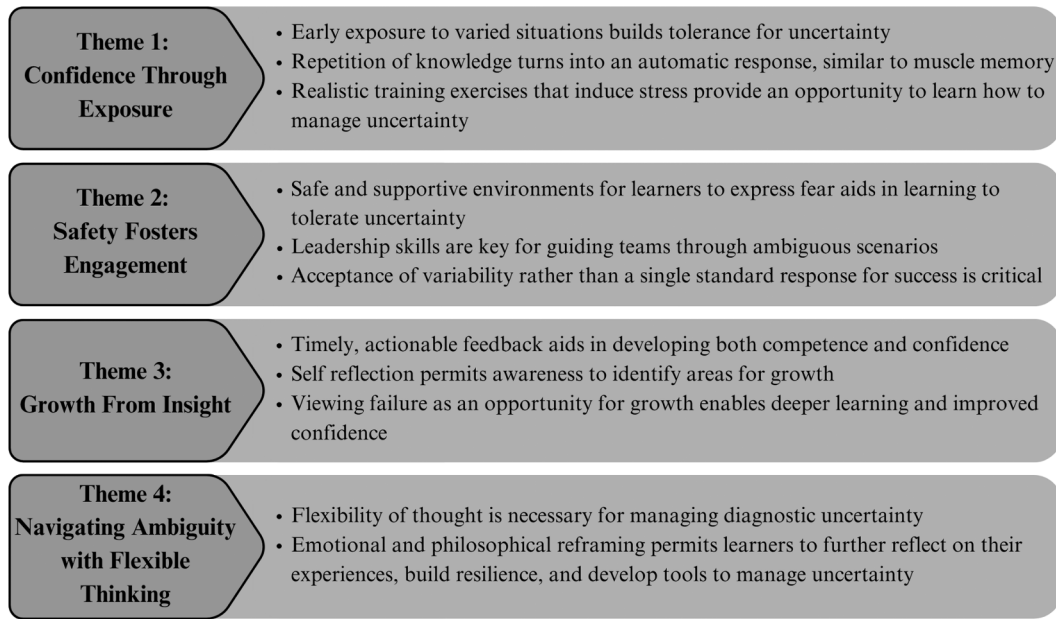 Theme 1:
Confidence Through
Exposure
• Early exposure to varied situations builds tolerance for uncertainty
• Repetition of knowledge turns into an automatic response, similar to muscle memory
• Realistic training exercises that induce stress provide an opportunity to learn how to
manage uncertainty
Theme 2:
Safety Fosters
Engagement
• Safe and supportive environments for learners to express fear aids in learning to
tolerate uncertainty
• Leadership skills are key for guiding teams through ambiguous scenarios
• Acceptance of variability rather than a single standard response for success is critical
Theme 3:
Growth From Insight
• Timely, actionable feedback aids in developing both competence and confidence
• Self reflection permits awareness to identify areas for growth
• Viewing failure as an opportunity for growth enables deeper learning and improved
confidence
Theme 4:
Navigating Ambiguity
with Flexible
Thinking
• Flexibility of thought is necessary for managing diagnostic uncertainty
• Emotional and philosophical reframing permits learners to further reflect on their
experiences, build resilience, and develop tools to manage uncertainty